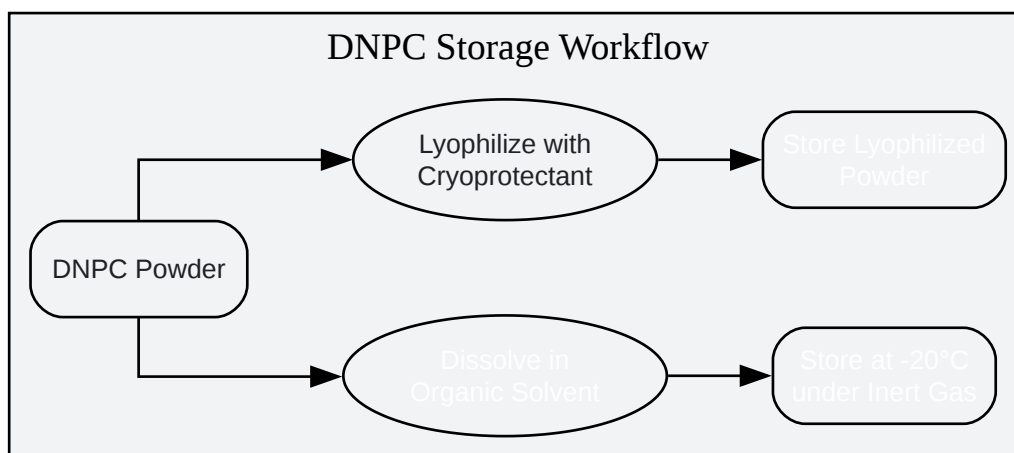 DNPC Storage Workflow
Lyophilize with
Cryoprotectant
Store Lyophilized
Powder
DNPC Powder
Dissolve in
Organic Solvent
Store at -20°C
under Inert Gas